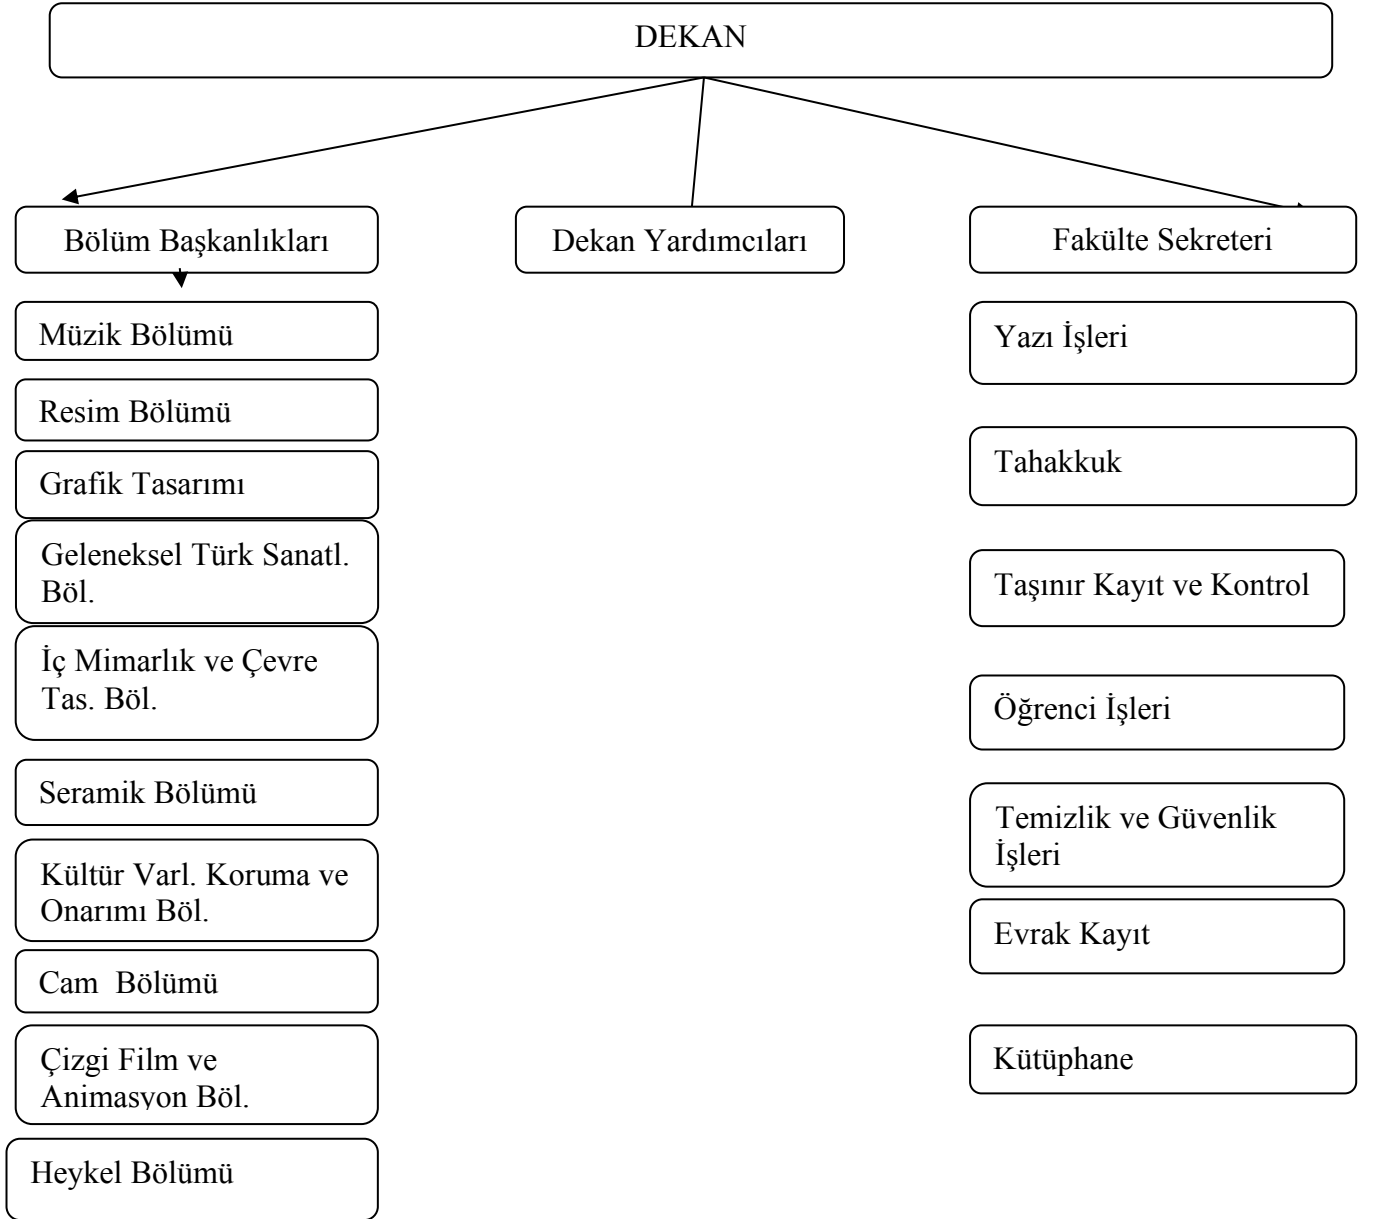 DEKAN
Bölüm Başkanlıkları
Dekan Yardımcıları
Fakülte Sekreteri
Müzik Bölümü
Resim Bölümü
Grafik Tasarımı
Geleneksel Türk Sanatl.
Böl.
İç Mimarlık ve Çevre
Tas. Böl.
Seramik Bölümü
Kültür Varl. Koruma ve
Onarımı Böl.
Cam  Bölümü
Çizgi Film ve
Animasyon Böl.
Heykel Bölümü
Yazı İşleri
Tahakkuk
Taşınır Kayıt ve Kontrol
Öğrenci İşleri
Temizlik ve Güvenlik
İşleri
Evrak Kayıt
Kütüphane